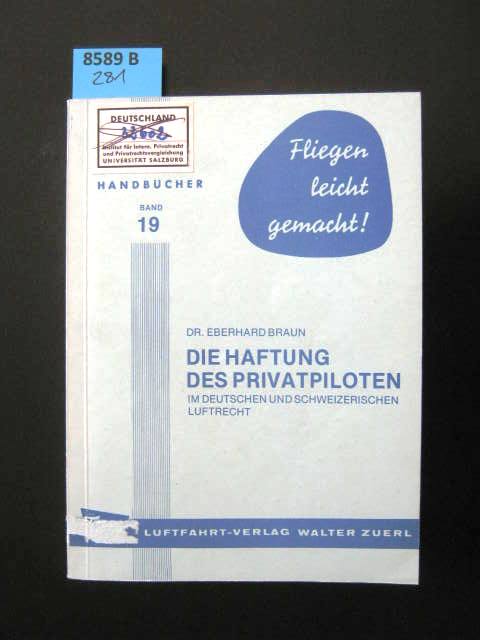 8589 B
281
DEUTSCHLAND
Institut für Intern. Privatrecht
und Privatrechtsvergleichung
UNIVERSITÄT SALZBURG
HANDBÜCHER
BAND
19
Fliegen
leicht
gemacht!
DR. EBERHARD BRAUN
DIE HAFTUNG
DES PRIVATPILOTEN
IM DEUTSCHEN UND SCHWEIZERISCHEN
LUFTRECHT
LUFTFAHRT-VERLAG WALTER ZUERL